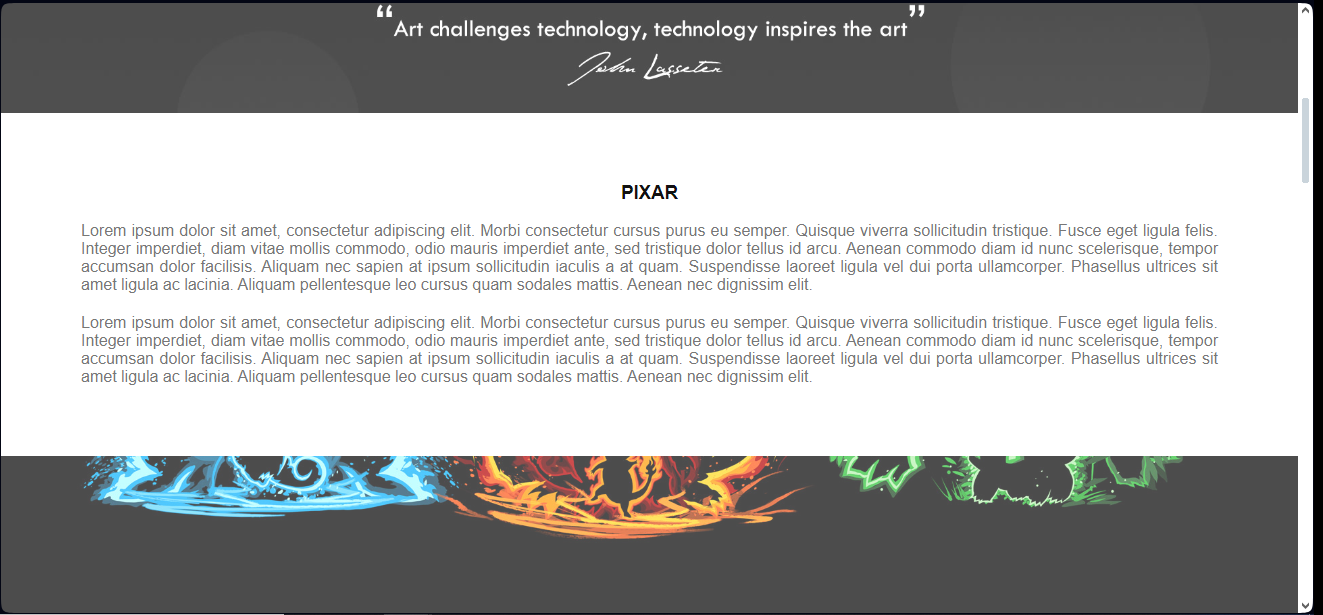 “Art challenges technology, technology inspires the art”
John Lasseter
PIXAR
Lorem ipsum dolor sit amet, consectetur adipiscing elit. Morbi consectetur cursus purus eu semper. Quisque viverra sollicitudin tristique. Fusce eget ligula felis.
Integer imperdiet, diam vitae mollis commodo, odio mauris imperdiet ante, sed tristique dolor tellus id arcu. Aenean commodo diam id nunc scelerisque, tempor
accumsan dolor facilisis. Aliquam nec sapien at ipsum sollicitudin iaculis a at quam. Suspendisse laoreet ligula vel dui porta ullamcorper. Phasellus ultrices sit
amet ligula ac lacinia. Aliquam pellentesque leo cursus quam sodales mattis. Aenean nec dignissim elit.
Lorem ipsum dolor sit amet, consectetur adipiscing elit. Morbi consectetur cursus purus eu semper. Quisque viverra sollicitudin tristique. Fusce eget ligula felis.
Integer imperdiet, diam vitae mollis commodo, odio mauris imperdiet ante, sed tristique dolor tellus id arcu. Aenean commodo diam id nunc scelerisque, tempor
accumsan dolor facilisis. Aliquam nec sapien at ipsum sollicitudin iaculis a at quam. Suspendisse laoreet ligula vel dui porta ullamcorper. Phasellus ultrices sit
amet ligula ac lacinia. Aliquam pellentesque leo cursus quam sodales mattis. Aenean nec dignissim elit.